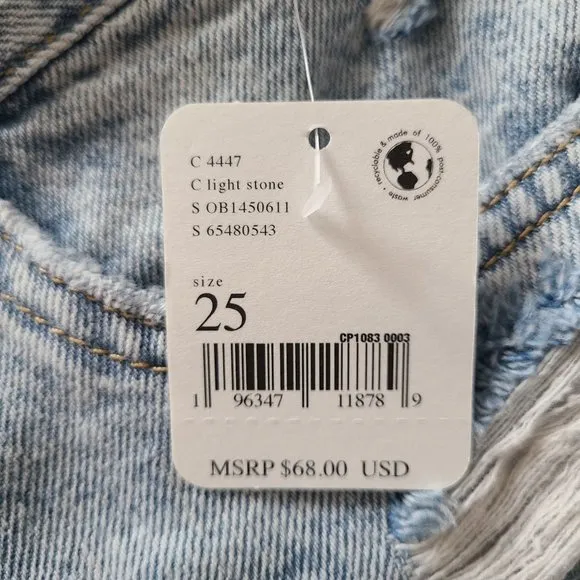 C 4447
C light stone
S OB1450611
S 65480543
recyclable & made of 100% post-consumer waste •
size
25
CP1083 0003
1 96347 11878 9
MSRP $68.00 USD